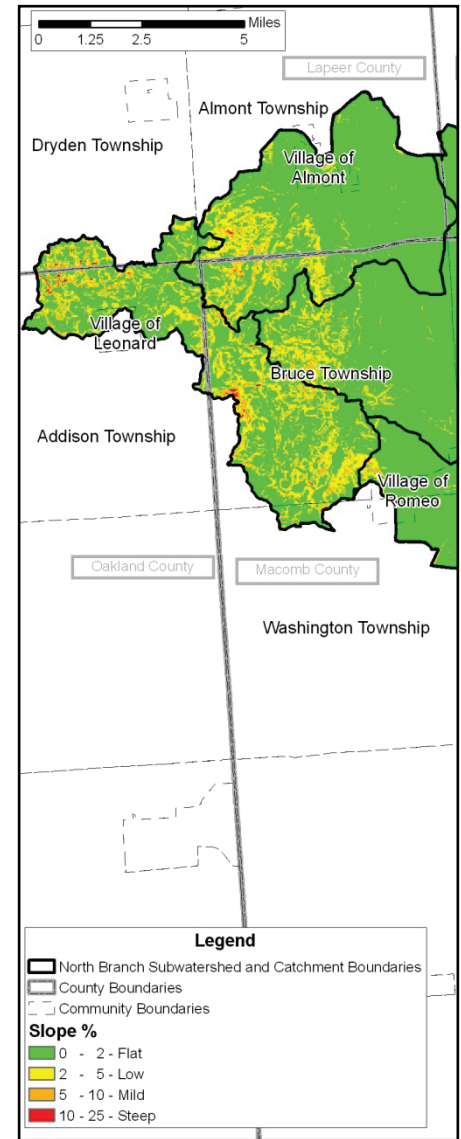 Miles
0 1.25 2.5 5
Lapeer County
Almont Township
Dryden Township
Village of
Almont
Village of
Leonard
Bruce Township
Addison Township
Village of
Romeo
Oakland County
Macomb County
Washington Township
Legend
North Branch Subwatershed and Catchment Boundaries
County Boundaries
Community Boundaries
Slope %
0 - 2 - Flat
2 - 5 - Low
5 - 10 - Mild
10 - 25 - Steep